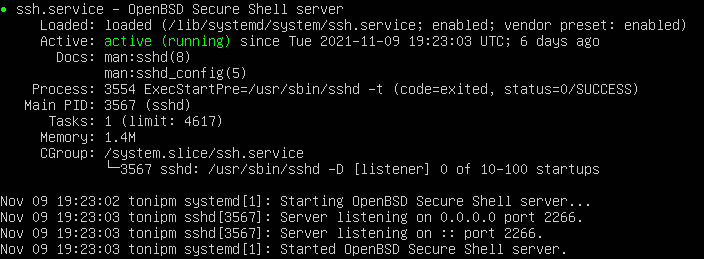 ● ssh.service - OpenBSD Secure Shell server
Loaded: loaded (/lib/systemd/system/ssh.service; enabled; vendor preset: enabled)
Active: active (running) since Tue 2021-11-09 19:23:03 UTC; 6 days ago
Docs: man:sshd(8)
man:sshd_config(5)
Process: 3554 ExecStartPre=/usr/sbin/sshd -t (code=exited, status=0/SUCCESS)
Main PID: 3567 (sshd)
Tasks: 1 (limit: 4617)
Memory: 1.4M
CGroup: /system.slice/ssh.service
└─3567 sshd: /usr/sbin/sshd -D [listener] 0 of 10-100 startups
Nov 09 19:23:02 tonipm systemd[1]: Starting OpenBSD Secure Shell server...
Nov 09 19:23:03 tonipm sshd[3567]: Server listening on 0.0.0.0 port 2266.
Nov 09 19:23:03 tonipm sshd[3567]: Server listening on :: port 2266.
Nov 09 19:23:03 tonipm systemd[1]: Started OpenBSD Secure Shell server.